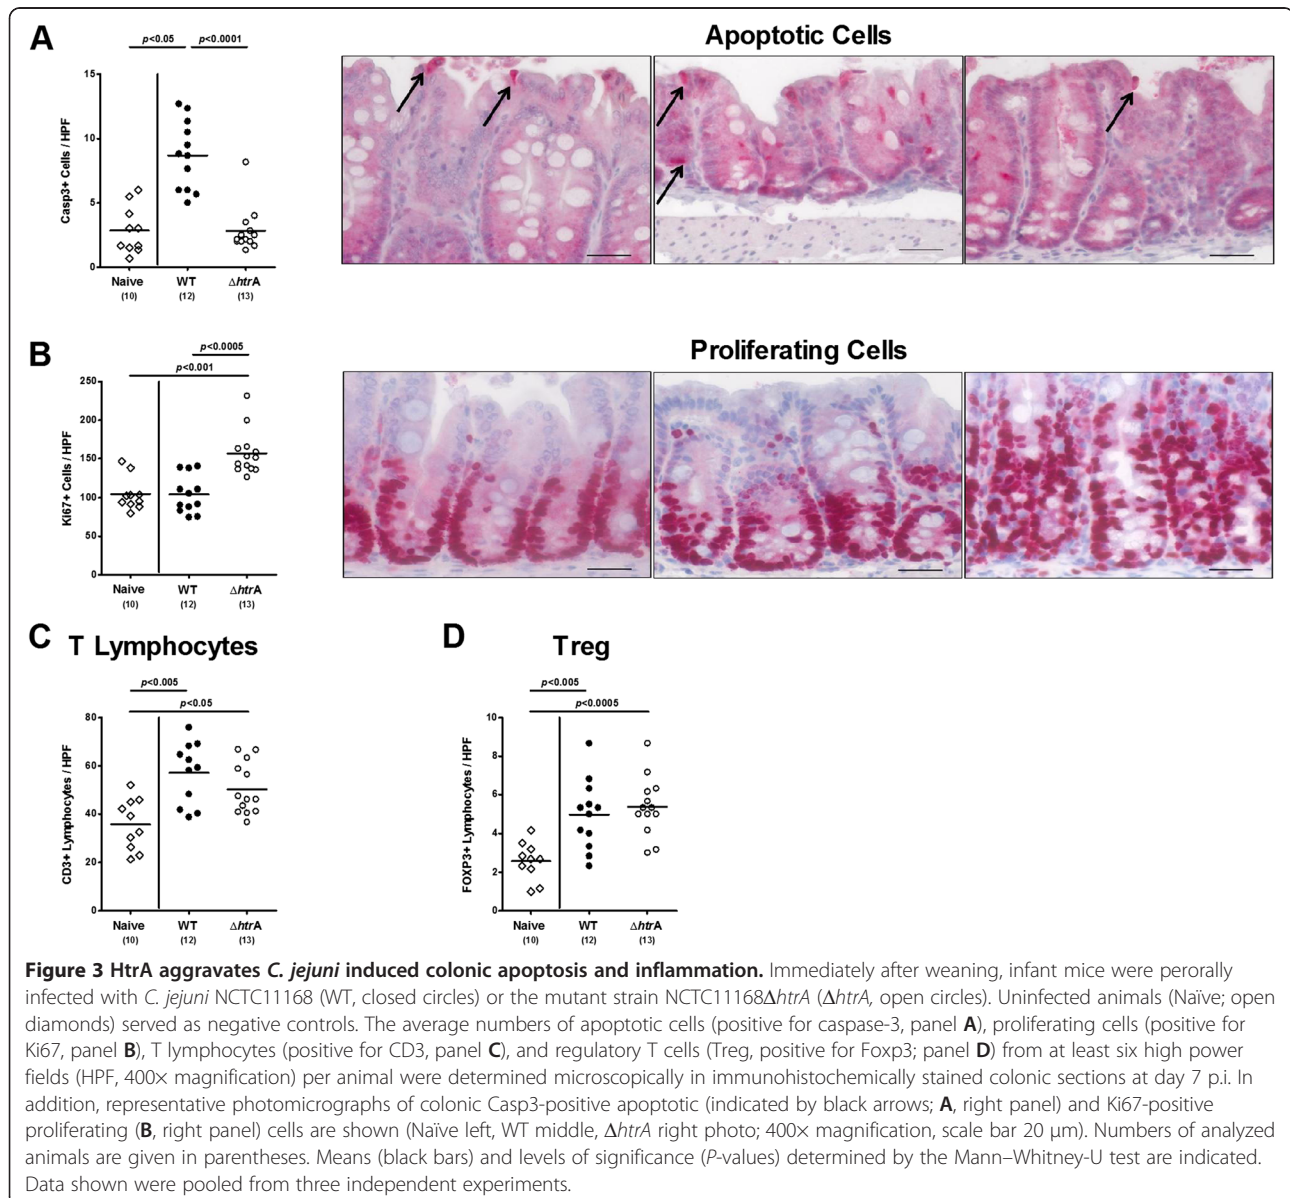 A
Apoptotic Cells
p<0.05 p<0.0001
Casp3+ Cells / HPF
15
10
5
0
Naive WT ΔhtrA
(10) (12) (13)
B
Proliferating Cells
p<0.0005
p<0.001
Ki67+ Cells / HPF
250
200
150
100
50
0
Naive WT ΔhtrA
(10) (12) (13)
C T Lymphocytes
p<0.005
p<0.05
CD3+ Lymphocytes / HPF
80
60
40
20
0
Naive WT ΔhtrA
(10) (12) (13)
D Treg
p<0.005
p<0.0005
FOXP3+ Lymphocytes / HPF
10
8
6
4
2
0
Naive WT ΔhtrA
(10) (12) (13)
Figure 3 HtrA aggravates C. jejuni induced colonic apoptosis and inflammation. Immediately after weaning, infant mice were perorally
infected with C. jejuni NCTC11168 (WT, closed circles) or the mutant strain NCTC11168ΔhtrA (ΔhtrA, open circles). Uninfected animals (Naïve; open
diamonds) served as negative controls. The average numbers of apoptotic cells (positive for caspase-3, panel A), proliferating cells (positive for
Ki67, panel B), T lymphocytes (positive for CD3, panel C), and regulatory T cells (Treg, positive for Foxp3; panel D) from at least six high power
fields (HPF, 400× magnification) per animal were determined microscopically in immunohistochemically stained colonic sections at day 7 p.i. In
addition, representative photomicrographs of colonic Casp3-positive apoptotic (indicated by black arrows; A, right panel) and Ki67-positive
proliferating (B, right panel) cells are shown (Naïve left, WT middle, ΔhtrA right photo; 400× magnification, scale bar 20 μm). Numbers of analyzed
animals are given in parentheses. Means (black bars) and levels of significance (P-values) determined by the Mann–Whitney-U test are indicated.
Data shown were pooled from three independent experiments.